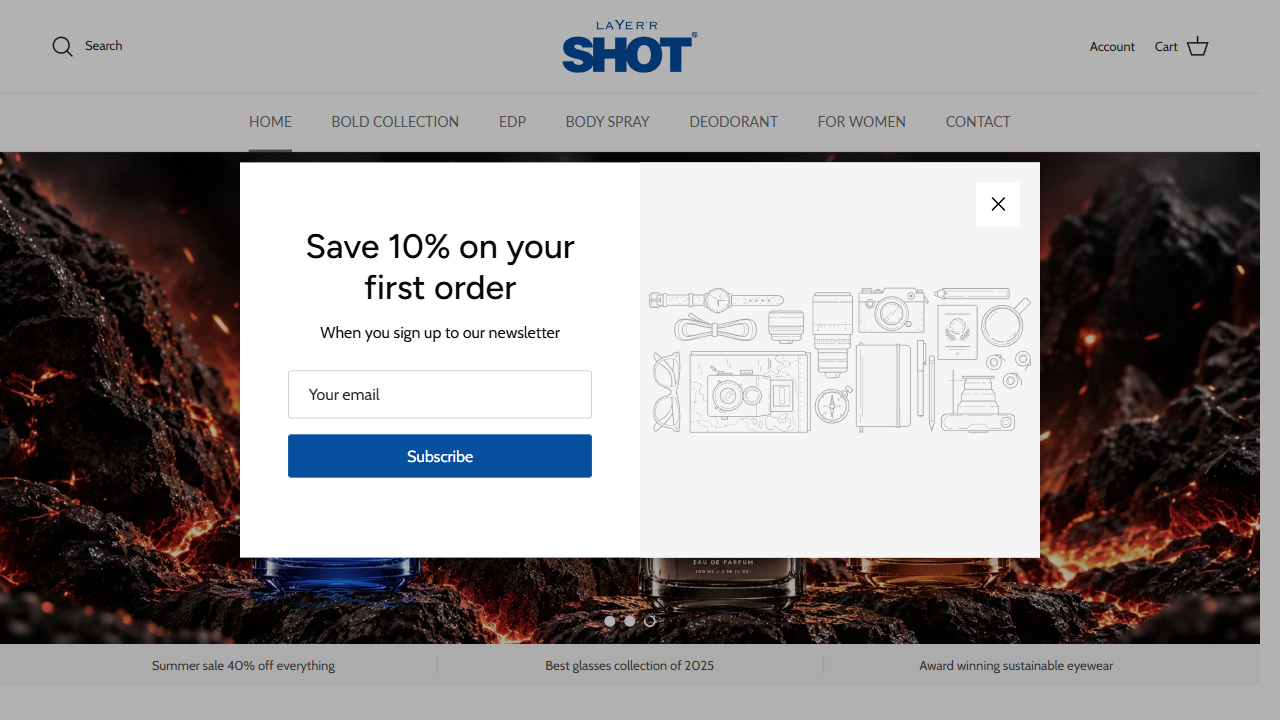 Search
LAYER'R
SHOT
Account
Cart
HOME
BOLD COLLECTION
EDP
BODY SPRAY
DEODORANT
FOR WOMEN
CONTACT
Save 10% on your
first order
When you sign up to our newsletter
Your email
Subscribe
EAU DE PARFUM
Summer sale 40% off everything
Best glasses collection of 2025
Award winning sustainable eyewear